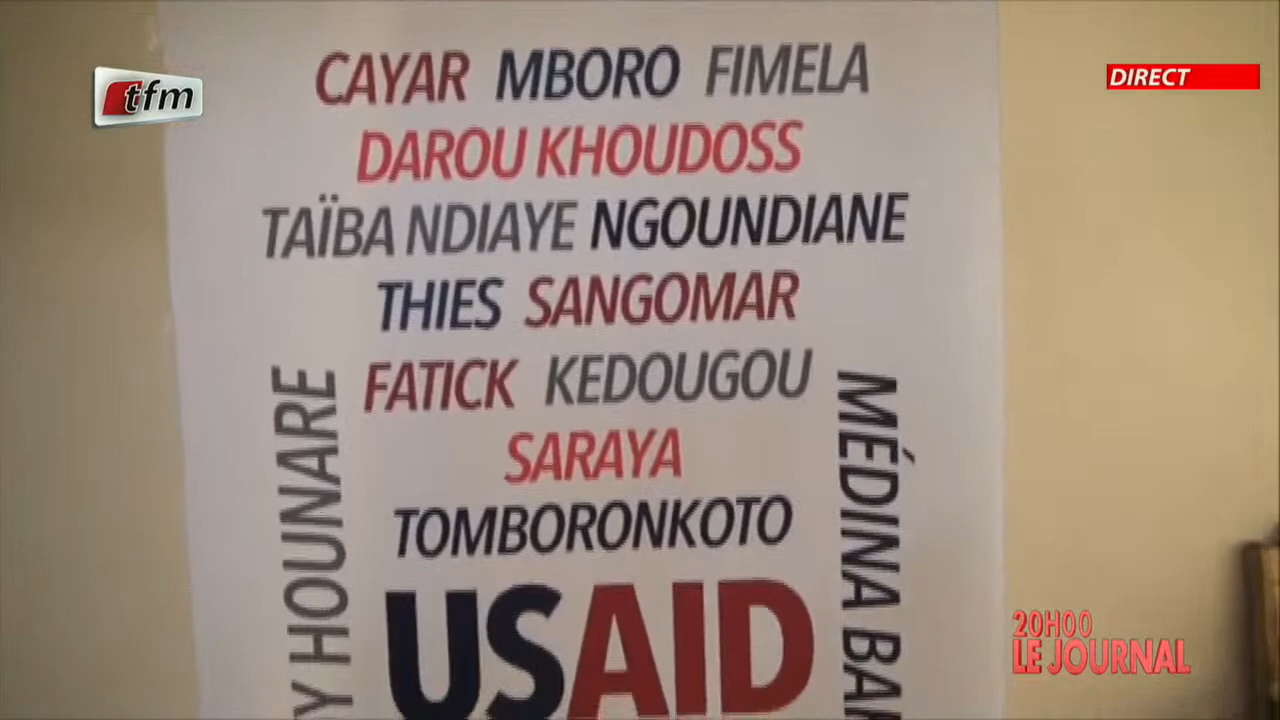 tfm
DIRECT
CAYAR MBORO FIMELA
DAROU KHOUDOSS
TAÏBA NDIAYE NGOUNDIANE
THIES SANGOMAR
FATICK KEDOUGOU
SARAYA
TOMBORONKOTO
USAID
HOUNARE
MÉDINA
20H00
LE JOURNAL